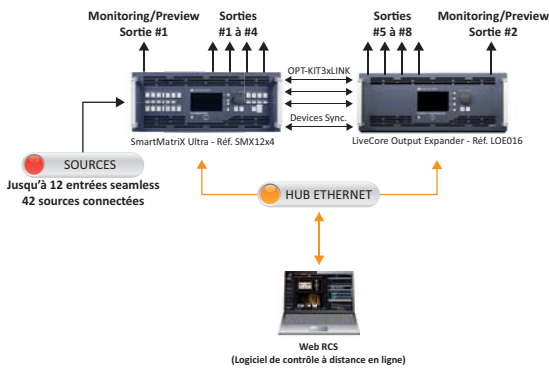 Monitoring/Preview
Sortie #1
Sorties
#1 à #4
Sorties
#5 à #8
Monitoring/Preview
Sortie #2
OPT-KIT3xLINK
Devices Sync.
SmartMatriX Ultra - Réf. SMX12x4
LiveCore Output Expander - Réf. LOE016
SOURCES
Jusqu'à 12 entrées seamless
42 sources connectées
HUB ETHERNET
Web RCS
(Logiciel de contrôle à distance en ligne)